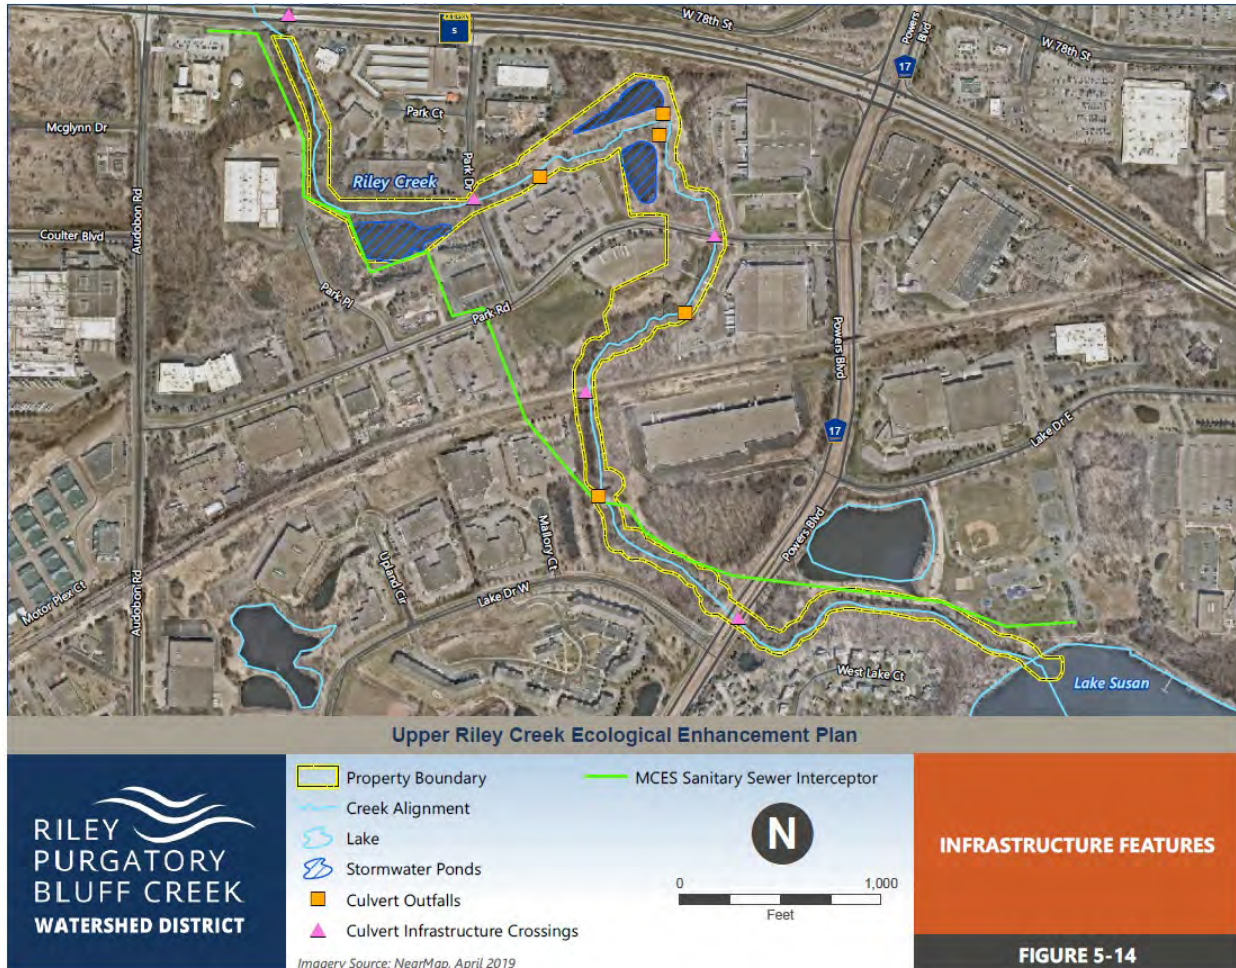 W 78th St
Powers Blvd
W 78th St
5
17
Mcglynn Dr
Park Ct
Park Dr
Riley Creek
Audobon Rd
Coulter Blvd
Park Pl
Park Rd
Powers Blvd
17
Lake Dr E
Powers Blvd
Mallory Ct
Upland Cir
Lake Dr W
Motor Plex Ct
Audobon Rd
West Lake Ct
Lake Susan
Upper Riley Creek Ecological Enhancement Plan
RILEY
PURGATORY
BLUFF CREEK
WATERSHED DISTRICT
Property Boundary
Creek Alignment
Lake
Stormwater Ponds
Culvert Outfalls
Culvert Infrastructure Crossings
Imagery Source: NearMap, April 2019
MCES Sanitary Sewer Interceptor
N
0 1,000
Feet
INFRASTRUCTURE FEATURES
FIGURE 5-14